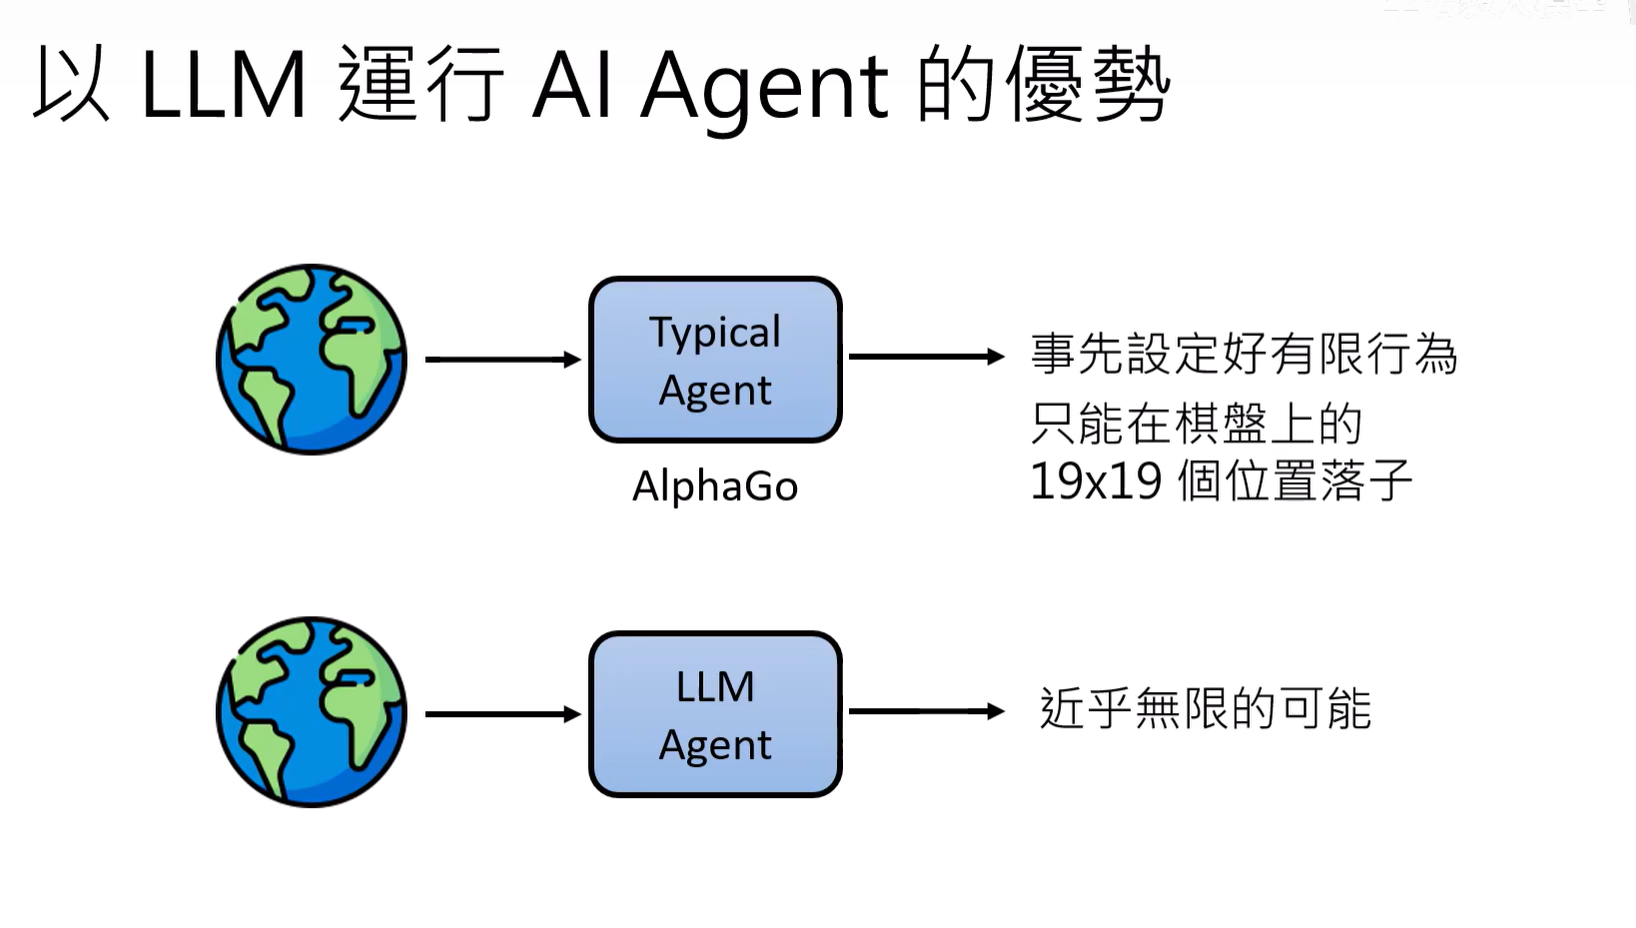 以 LLM 運行 AI Agent 的優勢
Typical
Agent
AlphaGo
事先設定好有限行為
只能在棋盤上的
19x19 個位置落子
LLM
Agent
近乎無限的可能